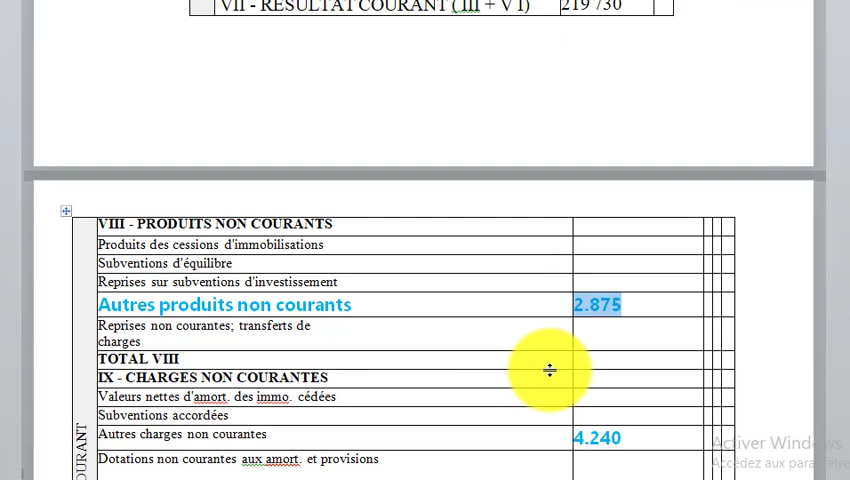 VII - RESULTAT COURANT ( III + V I) 219 730
VIII - PRODUITS NON COURANTS
Produits des cessions d'immobilisations
Subventions d'équilibre
Reprises sur subventions d'investissement
Autres produits non courants 2.875
Reprises non courantes; transferts de
charges
TOTAL VIII
IX - CHARGES NON COURANTES
Valeurs nettes d'amort. des immo. cédées
Subventions accordées
Autres charges non courantes 4.240
Dotations non courantes aux amort. et provisions
OURANT
Activer Windows
Accédez aux paramètre